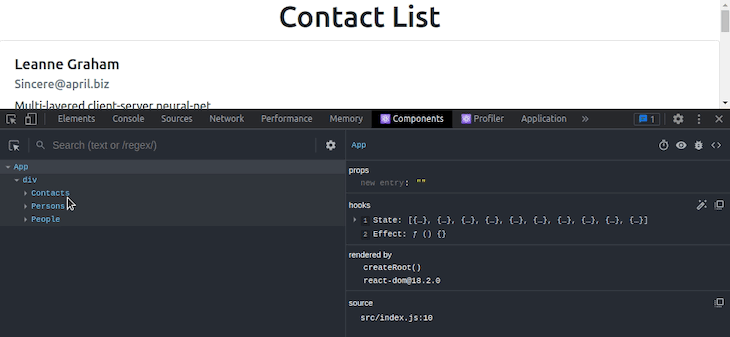 Contact List
Leanne Graham
Sincere@april.biz
Multi-layered client-server neural-net
Elements Console Sources Network Performance Memory Components Profiler Application » 1
Search (text or /regex/)
App
div
Contacts
Persons
People
App
props
new entry: ""
hooks
1 State: [{…}, {…}, {…}, {…}, {…}, {…}, {…}, {…}, {…}, {…}]
2 Effect: ƒ () {}
rendered by
createRoot()
react-dom@18.2.0
source
src/index.js:10